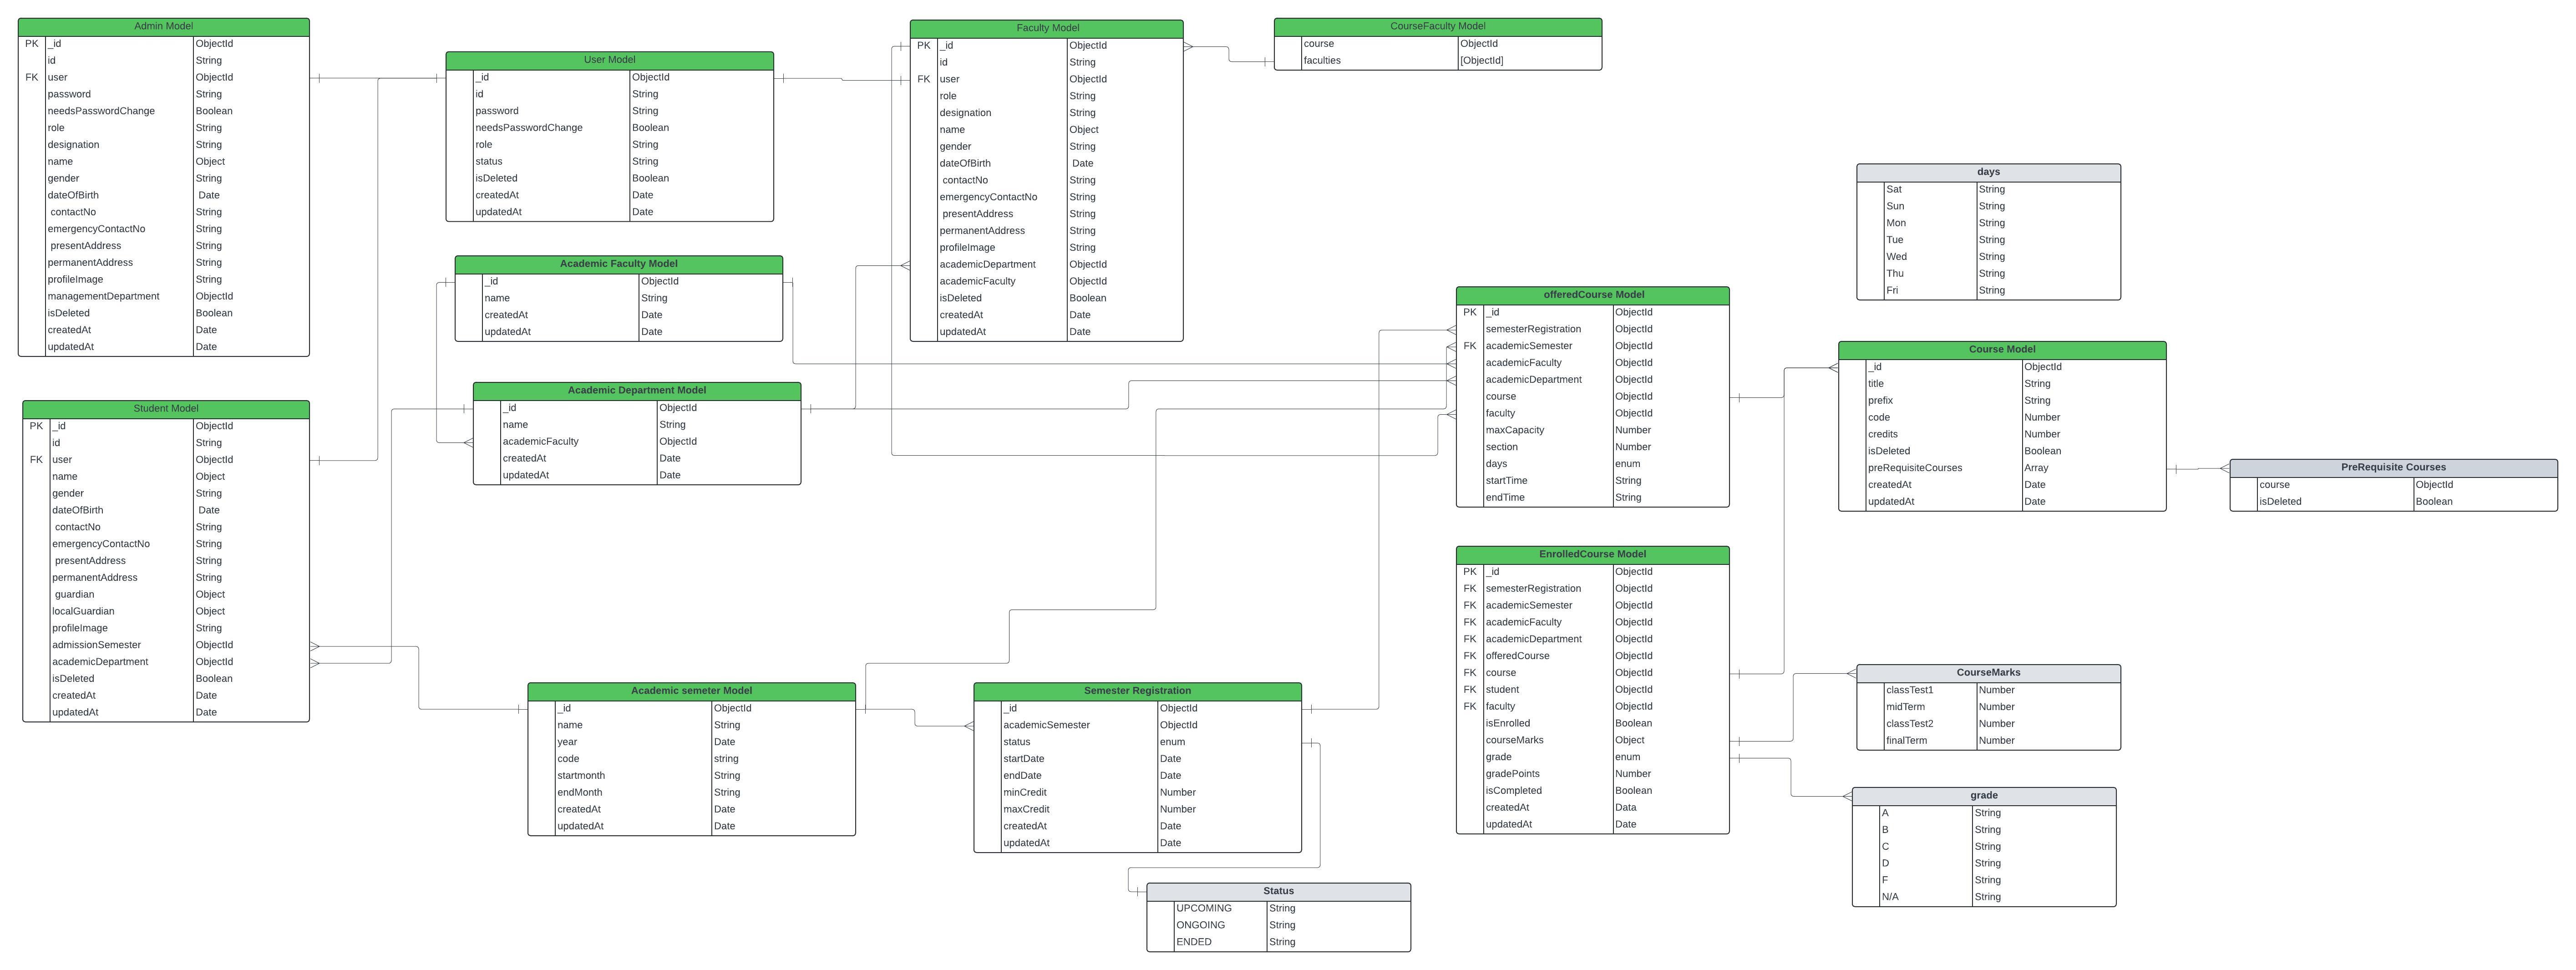 Admin Model
PK _id ObjectId
id String
FK user ObjectId
password String
needsPasswordChange Boolean
role String
designation String
name Object
gender String
dateOfBirth Date
contactNo String
emergencyContactNo String
presentAddress String
permanentAddress String
profileImage String
managementDepartment ObjectId
isDeleted Boolean
createdAt Date
updatedAt Date
User Model
_id ObjectId
id String
password String
needsPasswordChange Boolean
role String
status String
isDeleted Boolean
createdAt Date
updatedAt Date
Faculty Model
PK _id ObjectId
id String
FK user ObjectId
role String
designation String
name Object
gender String
dateOfBirth Date
contactNo String
emergencyContactNo String
presentAddress String
permanentAddress String
profileImage String
academicDepartment ObjectId
academicFaculty ObjectId
isDeleted Boolean
createdAt Date
updatedAt Date
CourseFaculty Model
course ObjectId
faculties [ObjectId]
days
Sat String
Sun String
Mon String
Tue String
Wed String
Thu String
Fri String
Academic Faculty Model
_id ObjectId
name String
createdAt Date
updatedAt Date
offeredCourse Model
PK _id ObjectId
semesterRegistration ObjectId
FK academicSemester ObjectId
academicFaculty ObjectId
academicDepartment ObjectId
course ObjectId
faculty ObjectId
maxCapacity Number
section Number
days enum
startTime String
endTime String
Course Model
_id ObjectId
title String
prefix String
code Number
credits Number
isDeleted Boolean
preRequisiteCourses Array
createdAt Date
updatedAt Date
PreRequisite Courses
course ObjectId
isDeleted Boolean
Academic Department Model
_id ObjectId
name String
academicFaculty ObjectId
createdAt Date
updatedAt Date
Student Model
PK _id ObjectId
id String
FK user ObjectId
name Object
gender String
dateOfBirth Date
contactNo String
emergencyContactNo String
presentAddress String
permanentAddress String
guardian Object
localGuardian Object
profileImage String
admissionSemester ObjectId
academicDepartment ObjectId
isDeleted Boolean
createdAt Date
updatedAt Date
EnrolledCourse Model
PK _id ObjectId
FK semesterRegistration ObjectId
FK academicSemester ObjectId
FK academicFaculty ObjectId
FK academicDepartment ObjectId
FK offeredCourse ObjectId
FK course ObjectId
FK student ObjectId
FK faculty ObjectId
isEnrolled Boolean
courseMarks Object
grade enum
gradePoints Number
isCompleted Boolean
createdAt Data
updatedAt Date
CourseMarks
classTest1 Number
midTerm Number
classTest2 Number
finalTerm Number
Academic semeter Model
_id ObjectId
name String
year Date
code string
startmonth String
endMonth String
createdAt Date
updatedAt Date
Semester Registration
_id ObjectId
academicSemester ObjectId
status enum
startDate Date
endDate Date
minCredit Number
maxCredit Number
createdAt Date
updatedAt Date
grade
A String
B String
C String
D String
F String
N/A String
Status
UPCOMING String
ONGOING String
ENDED String